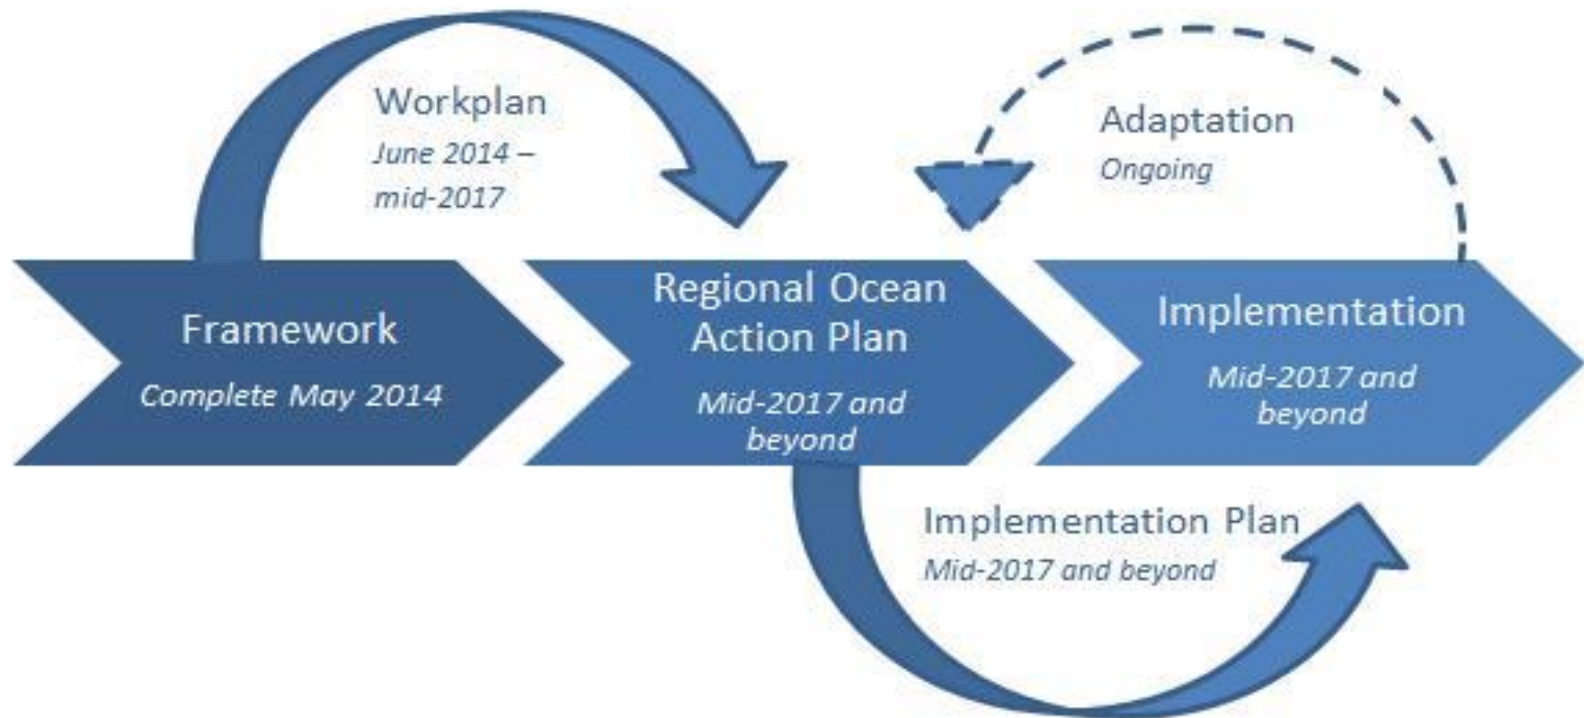 Workplan
June 2014 –
mid-2017
Adaptation
Ongoing
Framework
Complete May 2014
Regional Ocean
Action Plan
Mid-2017 and
beyond
Implementation
Mid-2017 and
beyond
Implementation Plan
Mid-2017 and beyond